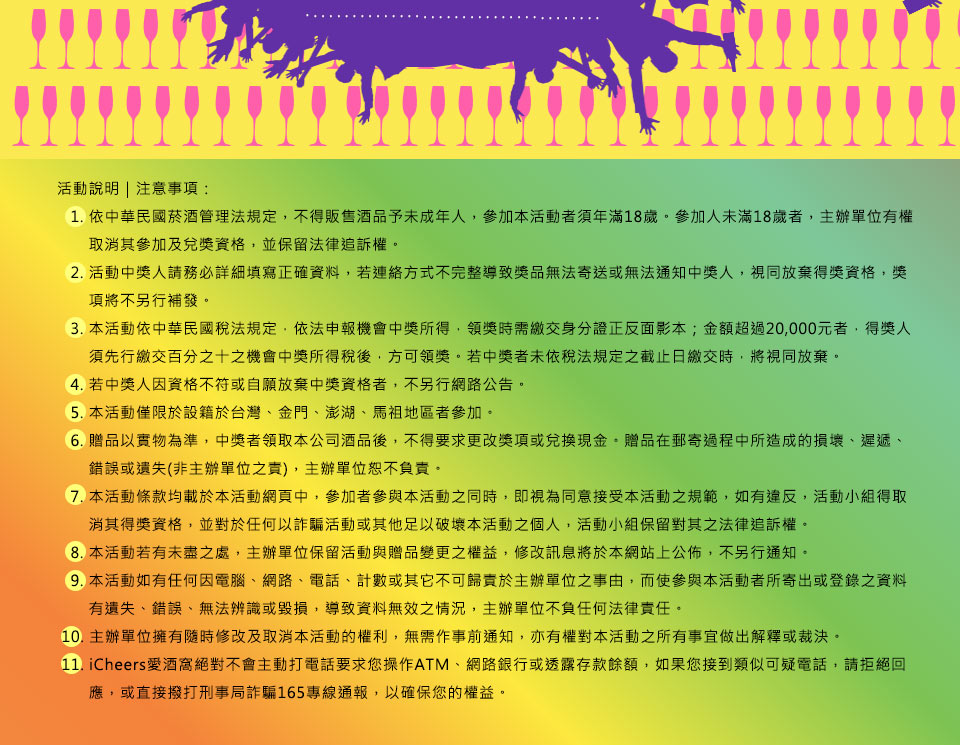 活動說明｜注意事項：
1. 依中華民國菸酒管理法規定，不得販售酒品予未成年人，參加本活動者須年滿18歲。參加人未滿18歲者，主辦單位有權
取消其參加及兌獎資格，並保留法律追訴權。
2. 活動中獎人請務必詳細填寫正確資料，若連絡方式不完整導致獎品無法寄送或無法通知中獎人，視同放棄得獎資格，獎
項將不另行補發。
3. 本活動依中華民國稅法規定，依法申報機會中獎所得，領獎時需繳交身分證正反面影本；金額超過20,000元者，得獎人
須先行繳交百分之十之機會中獎所得稅後，方可領獎。若中獎者未依稅法規定之截止日繳交時，將視同放棄。
4. 若中獎人因資格不符或自願放棄中獎資格者，不另行網路公告。
5. 本活動僅限於設籍於台灣、金門、澎湖、馬祖地區者參加。
6. 贈品以實物為準，中獎者領取本公司酒品後，不得要求更改獎項或兌換現金。贈品在郵寄過程中所造成的損壞、遲遞、
錯誤或遺失(非主辦單位之責)，主辦單位恕不負責。
7. 本活動條款均載於本活動網頁中，參加者參與本活動之同時，即視為同意接受本活動之規範，如有違反，活動小組得取
消其得獎資格，並對於任何以詐騙活動或其他足以破壞本活動之個人，活動小組保留對其之法律追訴權。
8. 本活動若有未盡之處，主辦單位保留活動與贈品變更之權益，修改訊息將於本網站上公佈，不另行通知。
9. 本活動如有任何因電腦、網路、電話、計數或其它不可歸責於主辦單位之事由，而使參與本活動者所寄出或登錄之資料
有遺失、錯誤、無法辨識或毀損，導致資料無效之情況，主辦單位不負任何法律責任。
10. 主辦單位擁有隨時修改及取消本活動的權利，無需作事前通知，亦有權對本活動之所有事宜做出解釋或裁決。
11. iCheers愛酒窩絕對不會主動打電話要求您操作ATM、網路銀行或透露存款餘額，如果您接到類似可疑電話，請拒絕回
應，或直接撥打刑事局詐騙165專線通報，以確保您的權益。